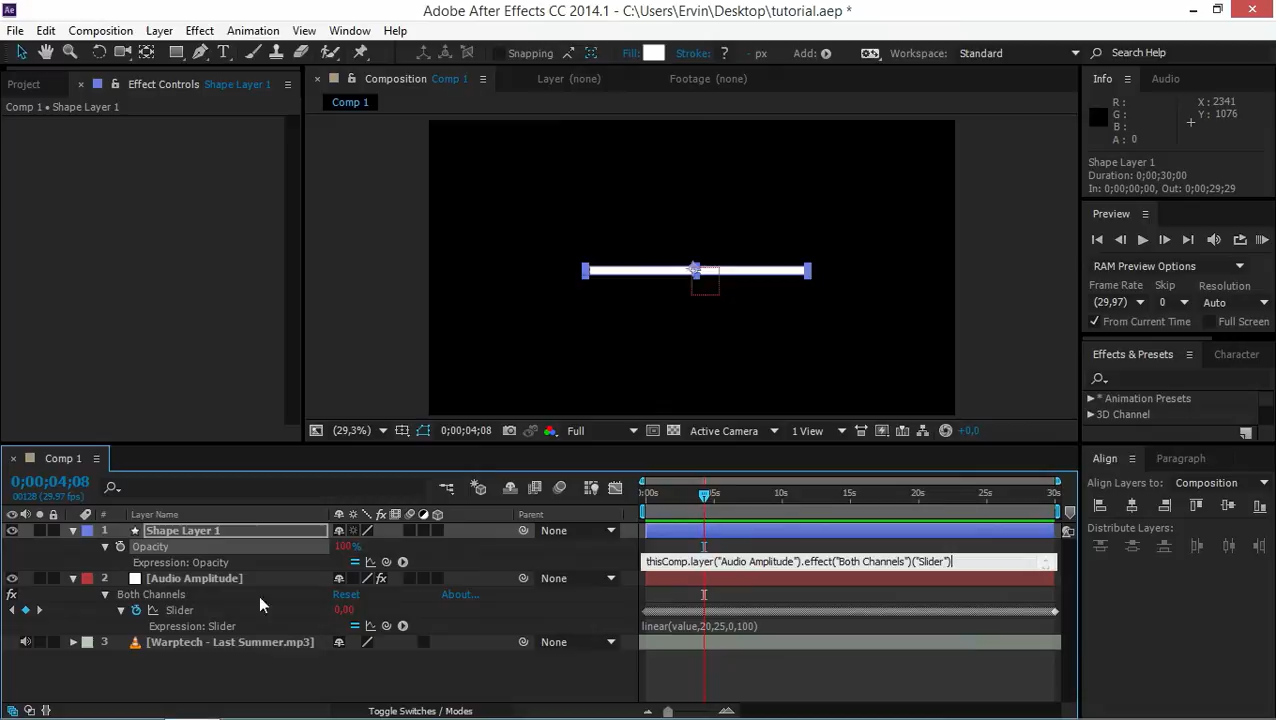 Adobe After Effects CC 2014.1 - C:\Users\Ervin\Desktop\tutorial.aep *
File Edit Composition Layer Effect Animation View Window Help
Snapping Fill: Stroke: - px Add: Workspace: Standard Search Help
Project Effect Controls Shape Layer 1 Composition Comp 1 Layer (none) Footage (none) Info Audio
Comp 1 • Shape Layer 1
Comp 1
R : X : 2341
G : Y : 1076
B :
A : 0
Shape Layer 1
Duration: 0;00;30;00
In: 0;00;00;00, Out: 0;00;29;29
Preview
RAM Preview Options
Frame Rate Skip Resolution
(29,97) 0 Auto
From Current Time Full Screen
Effects & Presets Character
* Animation Presets
3D Channel
(29,3%) 0;00;04;08 Full Active Camera 1 View +0,0
Comp 1
Align Paragraph
0;00;04;08
00128 (29.97 fps)
Align Layers to: Composition
0:00s 5s 10s 15s 20s 25s 30s
# Layer Name Parent
Distribute Layers:
1 Shape Layer 1 None
Opacity 100%
Expression: Opacity thisComp.layer("Audio Amplitude").effect("Both Channels")("Slider")
2 [Audio Amplitude] None
Both Channels Reset About...
Slider 0,00
Expression: Slider linear(value,20,25,0,100)
3 [Warptech - Last Summer.mp3] None
Toggle Switches / Modes